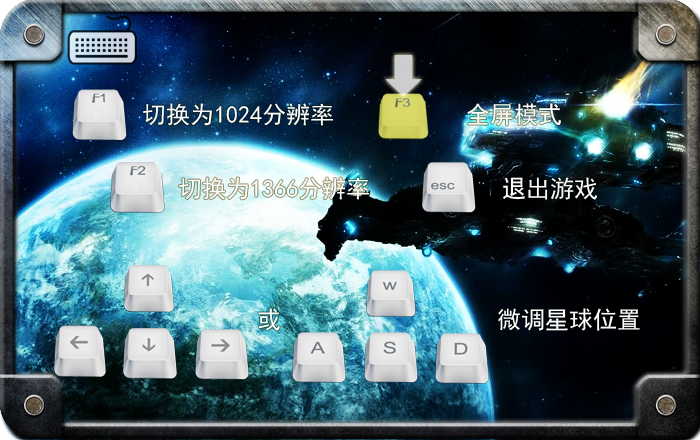 F1 切换为1024分辨率
F3 全屏模式
F2 切换为1366分辨率
esc 退出游戏
↑ W
或 微调星球位置
← ↓ → A S D